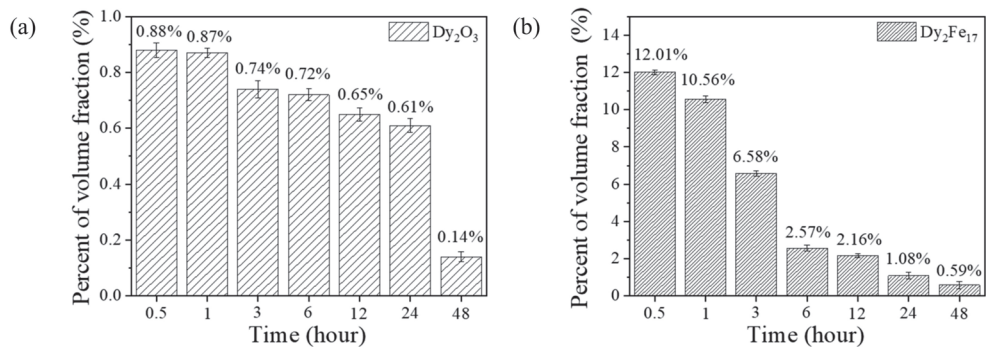 (a)
Percent of volume fraction (%)
1.0
0.8
0.6
0.4
0.2
0.0
Dy₂O₃
0.88%
0.87%
0.74%
0.72%
0.65%
0.61%
0.14%
0.5 1 3 6 12 24 48
Time (hour)
(b)
Percent of volume fraction (%)
14
12
10
8
6
4
2
0
Dy₂Fe₁₇
12.01%
10.56%
6.58%
2.57%
2.16%
1.08%
0.59%
0.5 1 3 6 12 24 48
Time (hour)